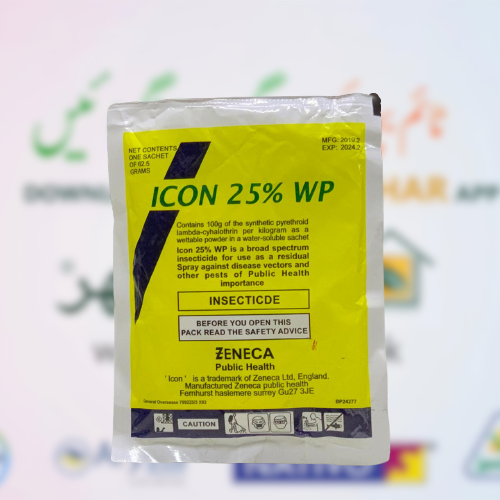 NET CONTENTS
ONE SACHET
OF 62.5
GRAMS
MFG: 2019.2
EXP: 2024.2
ICON 25% WP
Contains 100g of the synthetic pyrethroid
lambda-cyhalothrin per kilogram as a
wettable powder in a water-soluble sachet
Icon 25% WP is a broad spectrum
insecticide for use as a residual
Spray against disease vectors and
other pests of Public Health
importance
INSECTICDE
BEFORE YOU OPEN THIS
PACK READ THE SAFETY ADVICE
ZENECA
Public Health
'Icon' is a trademark of Zeneca Ltd, England.
Manufactured Zeneca public health
Fernhurst haslemere surrey Gu27 3JE
CAUTION